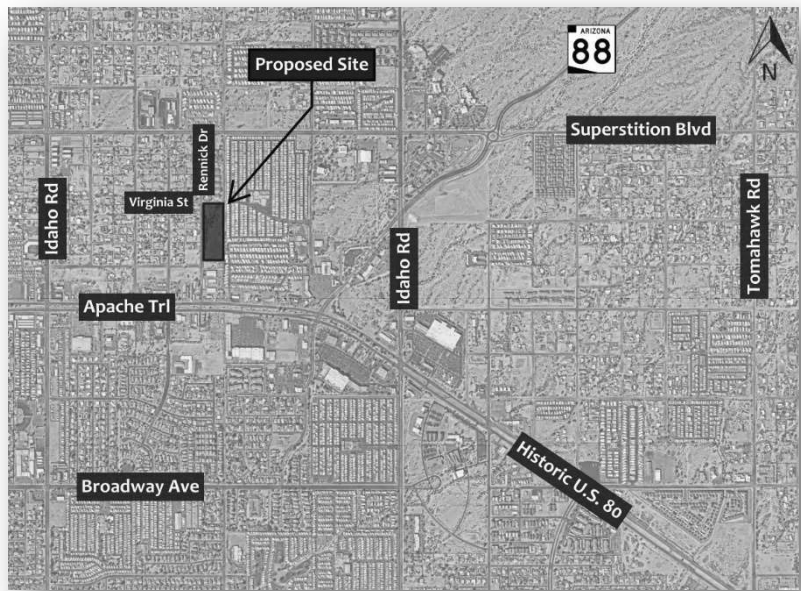 ARIZONA
88
N
Proposed Site
Superstition Blvd
Rennick Dr
Virginia St
Idaho Rd
Idaho Rd
Tomahawk Rd
Apache Trl
Historic U.S. 80
Broadway Ave